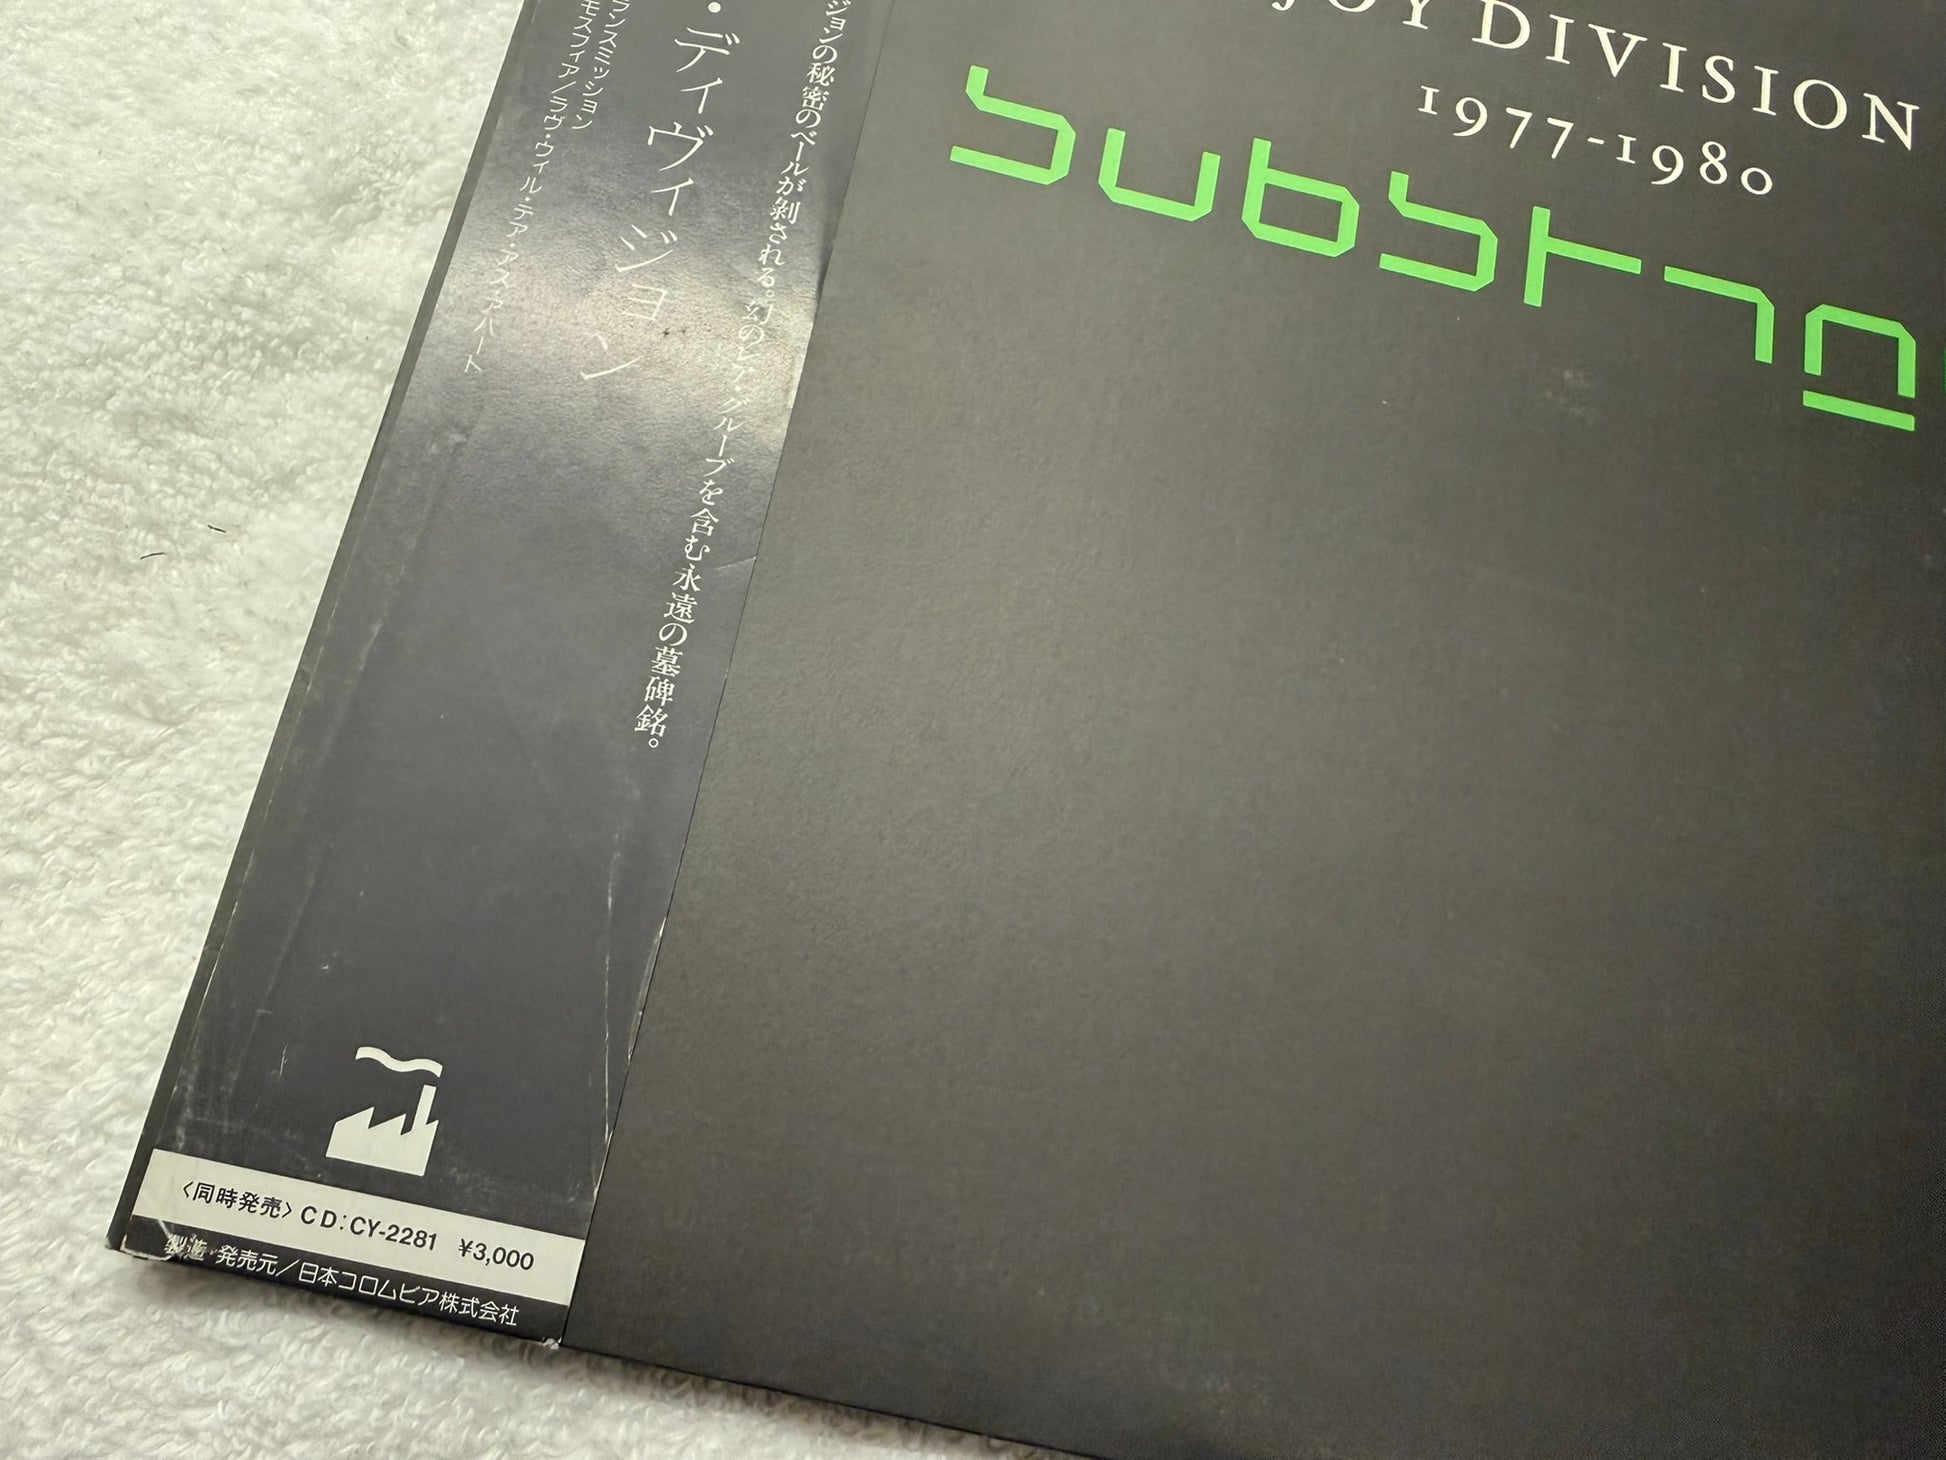 JOY DIVISION
1977-1980
substa
ジョンの秘密のベールが剥される。幻のレア・グルーブを含む永遠の墓碑銘。
・ディヴィジョン
ランスミッション
モスフィア/ラヴ・ウィル・テア・アス・アパート
〈同時発売〉CD:CY-2281 ¥3,000
製造・発売元/日本コロムビア株式会社